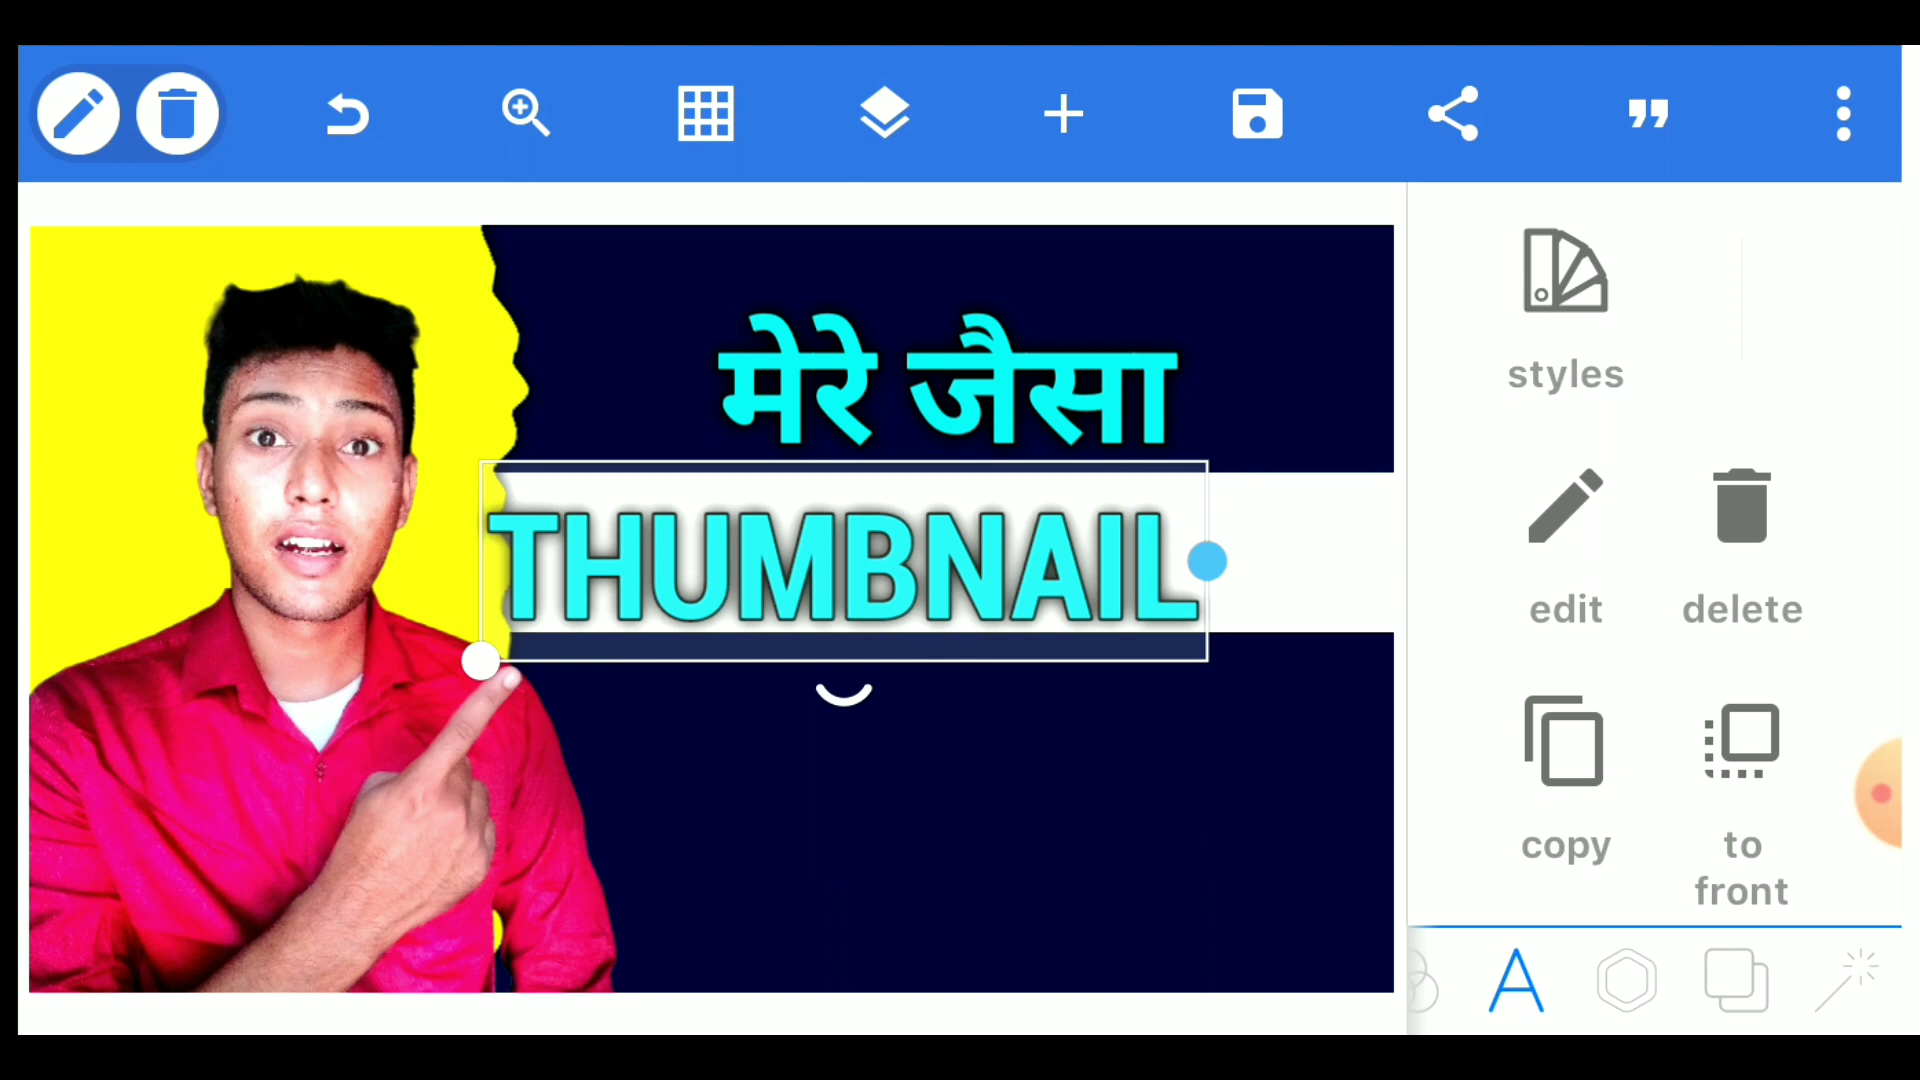 मेरे जैसा
THUMBNAIL
styles
edit
delete
copy
to
front